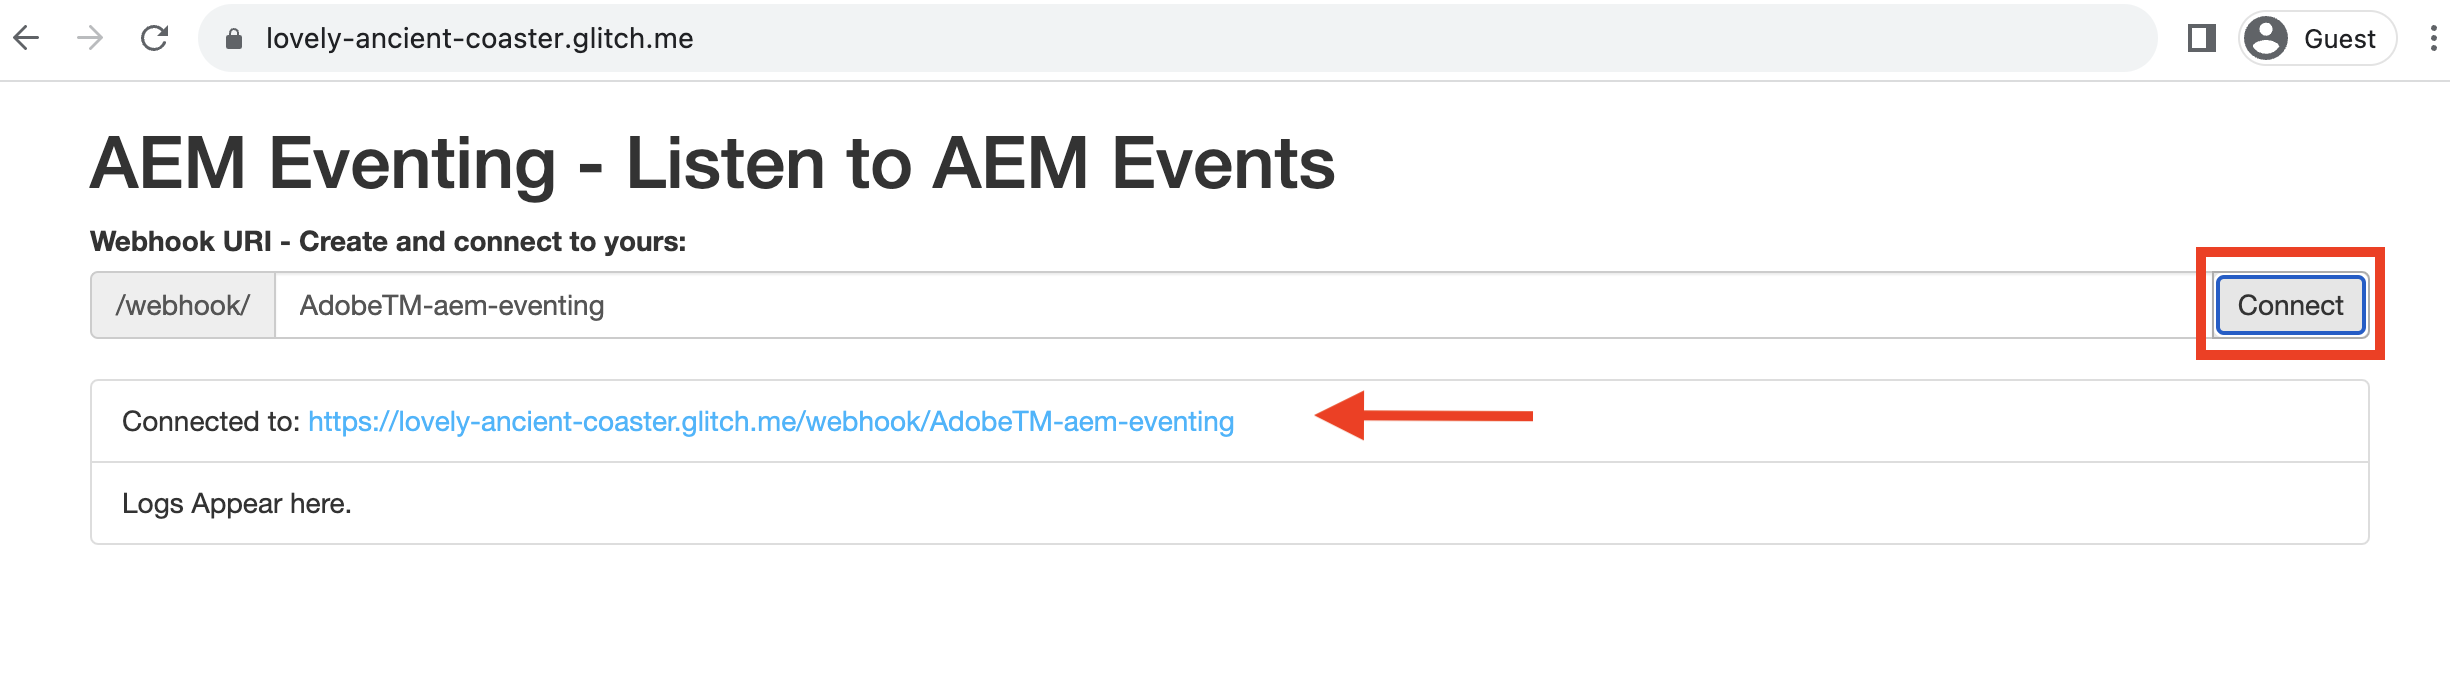 lovely-ancient-coaster.glitch.me
Guest
AEM Eventing - Listen to AEM Events
Webhook URI - Create and connect to yours:
/webhook/ AdobeTM-aem-eventing Connect
Connected to: https://lovely-ancient-coaster.glitch.me/webhook/AdobeTM-aem-eventing
Logs Appear here.